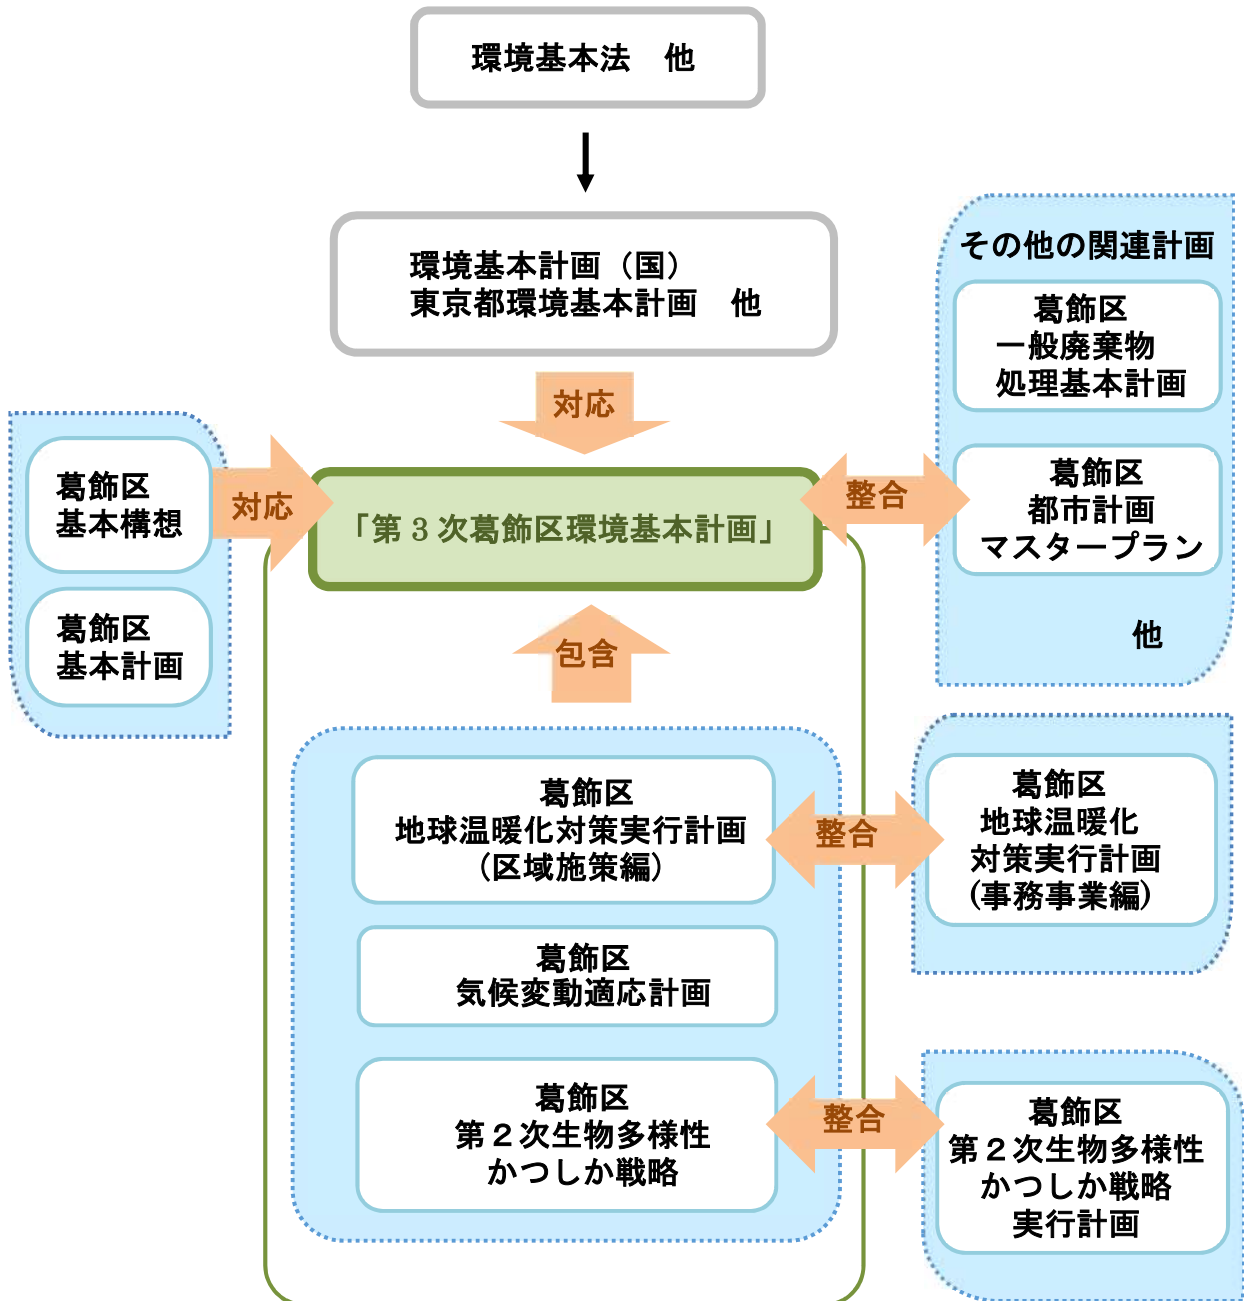 環境基本法　他
環境基本計画（国）
東京都環境基本計画　他
対応
その他の関連計画
葛飾区
一般廃棄物
処理基本計画
葛飾区
都市計画
マスタープラン
他
整合
葛飾区
基本構想
葛飾区
基本計画
対応
「第３次葛飾区環境基本計画」
包含
葛飾区
地球温暖化対策実行計画
(区域施策編)
整合
葛飾区
地球温暖化
対策実行計画
(事務事業編)
葛飾区
気候変動適応計画
葛飾区
第２次生物多様性
かつしか戦略
整合
葛飾区
第２次生物多様性
かつしか戦略
実行計画